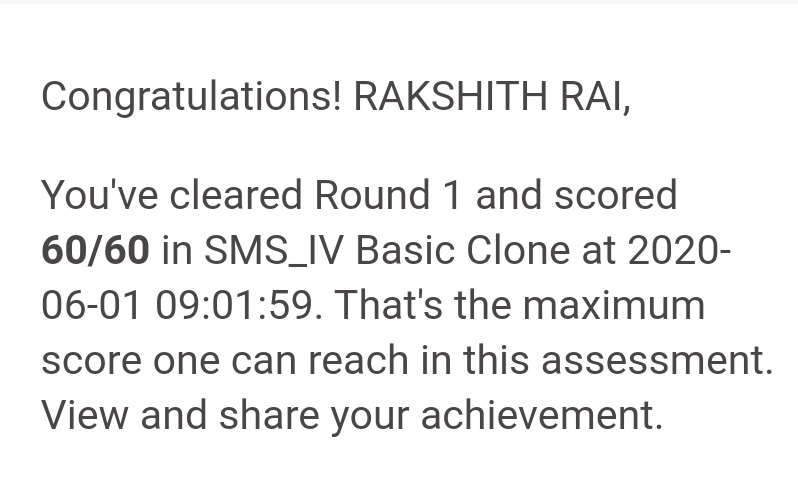 Congratulations! RAKSHITH RAI,
You've cleared Round 1 and scored
60/60 in SMS_IV Basic Clone at 2020-
06-01 09:01:59. That's the maximum
score one can reach in this assessment.
View and share your achievement.